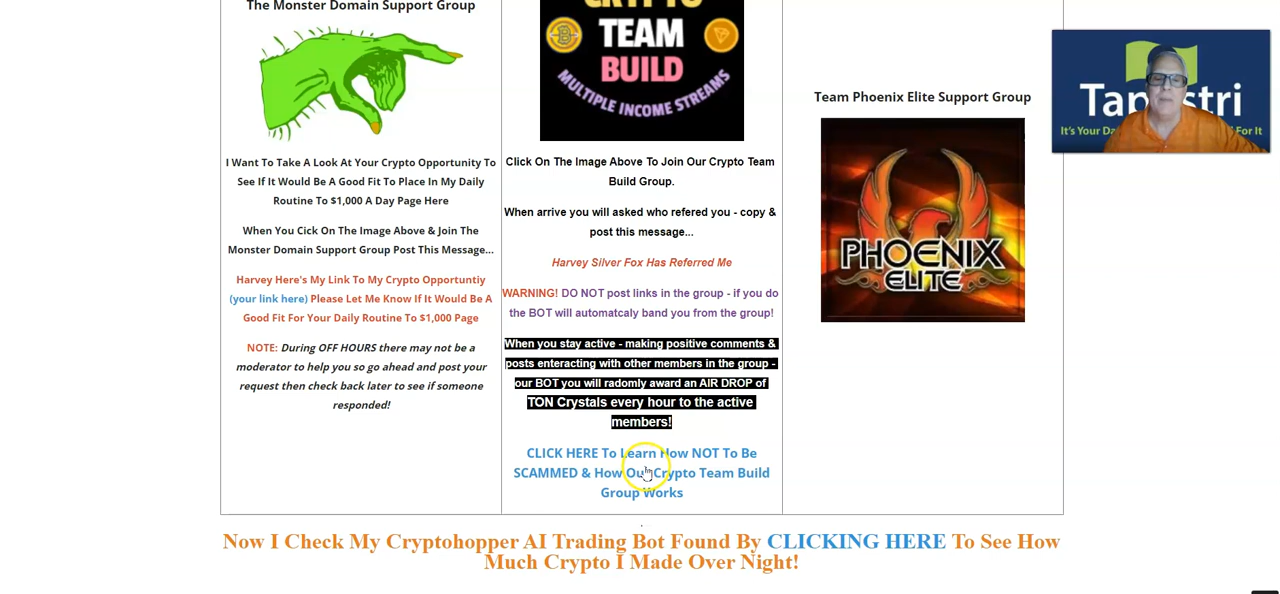 The Monster Domain Support Group
I Want To Take A Look At Your Crypto Opportunity To
See If It Would Be A Good Fit To Place In My Daily
Routine To $1,000 A Day Page Here
When You Cick On The Image Above & Join The
Monster Domain Support Group Post This Message...
Harvey Here's My Link To My Crypto Opportuntiy
(your link here) Please Let Me Know If It Would Be A
Good Fit For Your Daily Routine To $1,000 Page
NOTE: During OFF HOURS there may not be a
moderator to help you so go ahead and post your
request then check back later to see if someone
responded!
CRYPTO
TEAM
BUILD
MULTIPLE INCOME STREAMS
Click On The Image Above To Join Our Crypto Team
Build Group.
When arrive you will asked who refered you - copy &
post this message...
Harvey Silver Fox Has Referred Me
WARNING! DO NOT post links in the group - if you do
the BOT will automatcaly band you from the group!
When you stay active - making positive comments &
posts enteracting with other members in the group -
our BOT you will radomly award an AIR DROP of
TON Crystals every hour to the active
members!
CLICK HERE To Learn How NOT To Be
SCAMMED & How Our Crypto Team Build
Group Works
Team Phoenix Elite Support Group
PHOENIX
ELITE
Tap stri
It's Your Da For It
Now I Check My Cryptohopper AI Trading Bot Found By CLICKING HERE To See How
Much Crypto I Made Over Night!